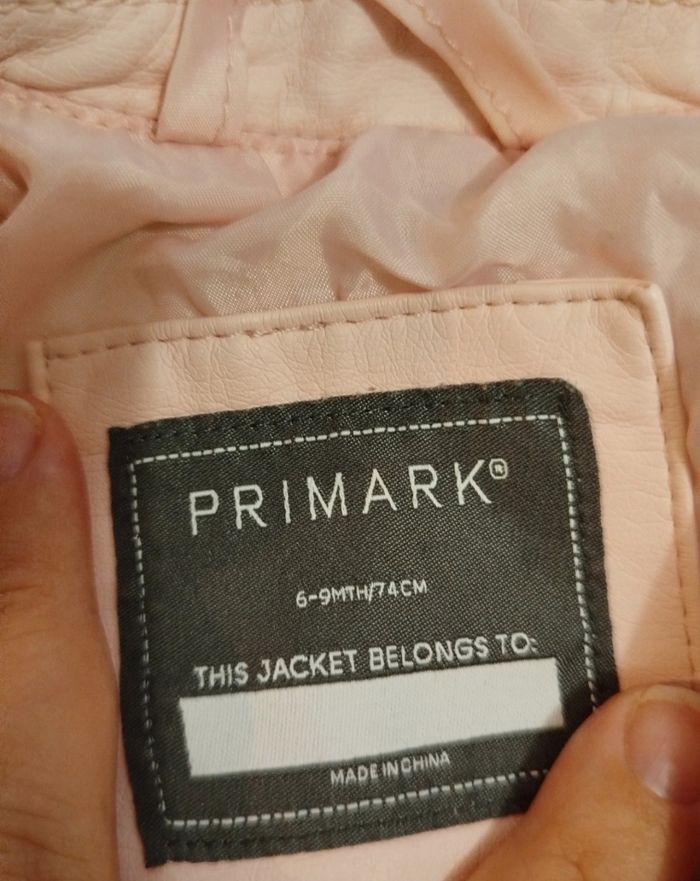 PRIMARK®
6-9MTH/74CM
THIS JACKET BELONGS TO:
MADE IN CHINA